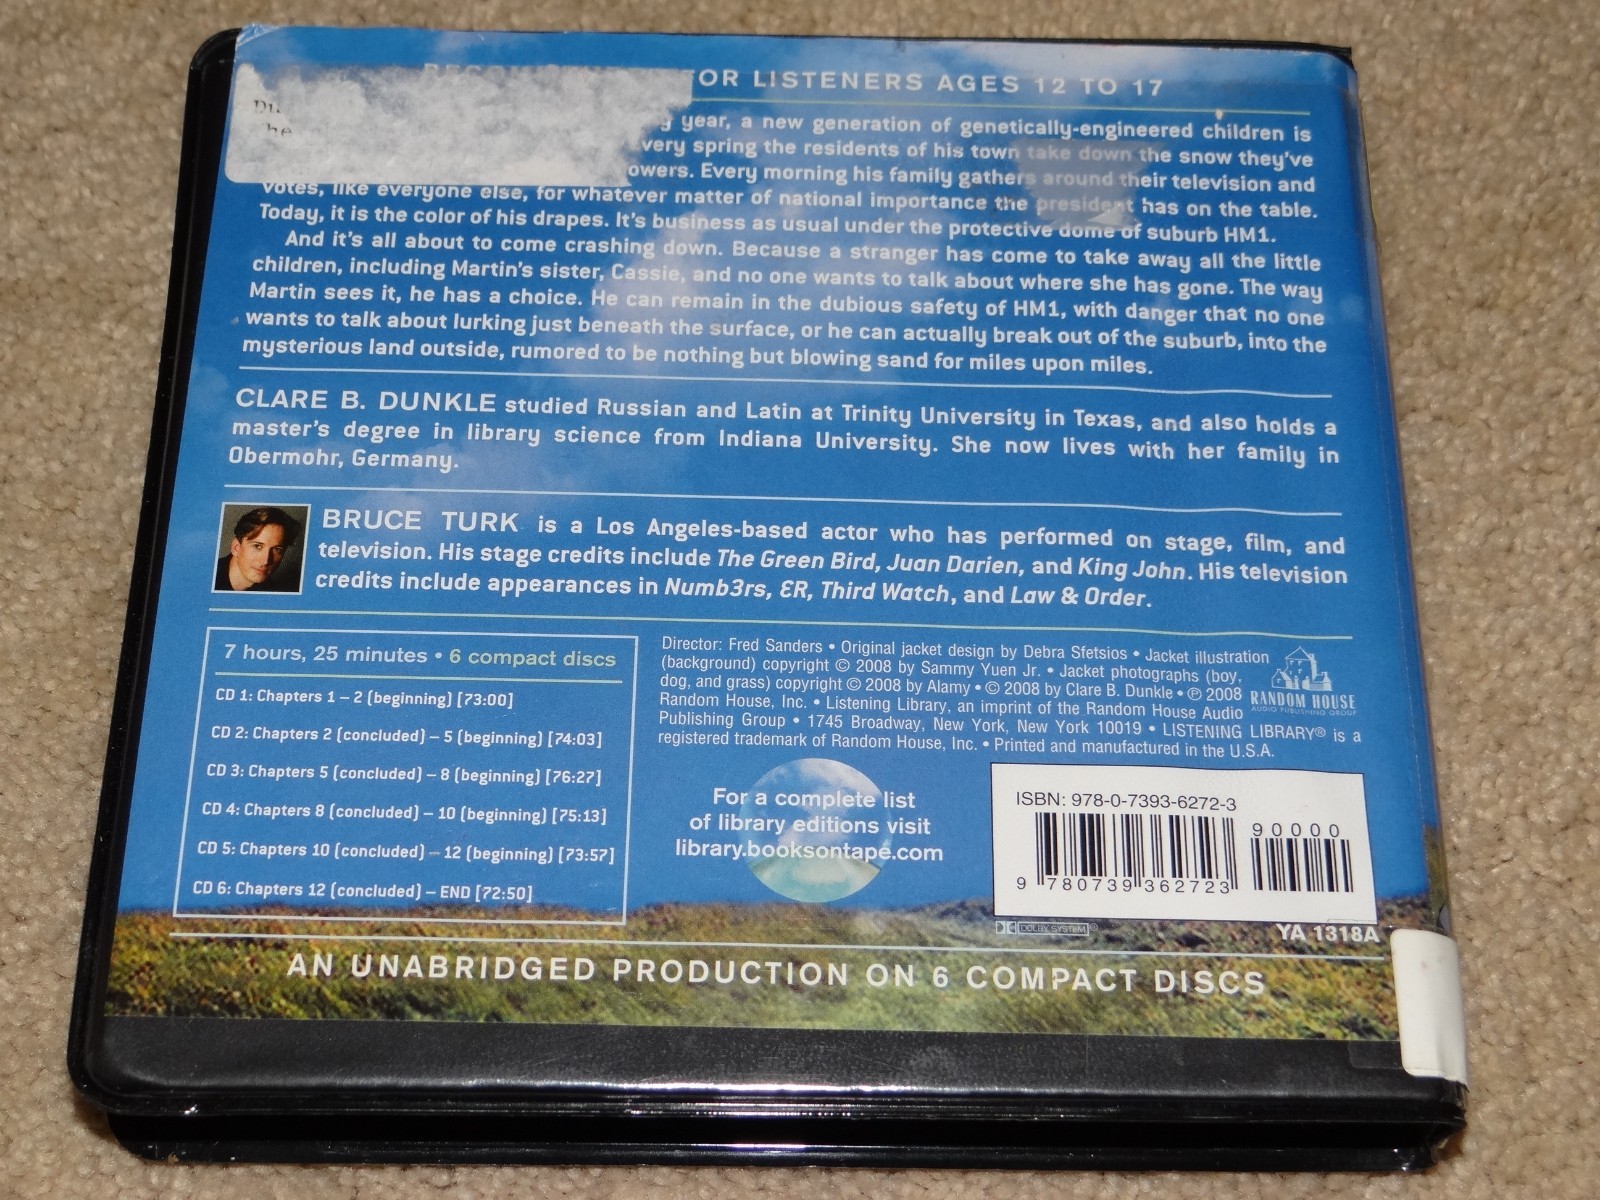 FOR LISTENERS AGES 12 TO 17
year, a new generation of genetically-engineered children is
very spring the residents of his town take down the snow they've
owers. Every morning his family gathers around their television and
votes, like everyone else, for whatever matter of national importance the president has on the table.
Today, it is the color of his drapes. It's business as usual under the protective dome of suburb HM1.
And it's all about to come crashing down. Because a stranger has come to take away all the little
children, including Martin's sister, Cassie, and no one wants to talk about where she has gone. The way
Martin sees it, he has a choice. He can remain in the dubious safety of HM1, with danger that no one
wants to talk about lurking just beneath the surface, or he can actually break out of the suburb, into the
mysterious land outside, rumored to be nothing but blowing sand for miles upon miles.
CLARE B. DUNKLE studied Russian and Latin at Trinity University in Texas, and also holds a
master's degree in library science from Indiana University. She now lives with her family in
Obermohr, Germany.
BRUCE TURK is a Los Angeles-based actor who has performed on stage, film, and
television. His stage credits include The Green Bird, Juan Darien, and King John. His television
credits include appearances in Numb3rs, ER, Third Watch, and Law & Order.
7 hours, 25 minutes • 6 compact discs
CD 1: Chapters 1 – 2 (beginning) [73:00]
CD 2: Chapters 2 (concluded) – 5 (beginning) [74:03]
CD 3: Chapters 5 (concluded) – 8 (beginning) [76:27]
CD 4: Chapters 8 (concluded) – 10 (beginning) [75:13]
CD 5: Chapters 10 (concluded) – 12 (beginning) [73:57]
CD 6: Chapters 12 (concluded) – END [72:50]
Director: Fred Sanders • Original jacket design by Debra Sfetsios • Jacket illustration
(background) copyright © 2008 by Sammy Yuen Jr. • Jacket photographs (boy,
dog, and grass) copyright © 2008 by Alamy • © 2008 by Clare B. Dunkle • ℗ 2008
Random House, Inc. • Listening Library, an imprint of the Random House Audio
Publishing Group • 1745 Broadway, New York, New York 10019 • LISTENING LIBRARY® is a
registered trademark of Random House, Inc. • Printed and manufactured in the U.S.A.
RANDOM HOUSE
AUDIO PUBLISHING GROUP
For a complete list
of library editions visit
library.booksontape.com
ISBN: 978-0-7393-6272-3
90000
9 780739 362723
DOLBY SYSTEM®
YA 1318A
AN UNABRIDGED PRODUCTION ON 6 COMPACT DISCS